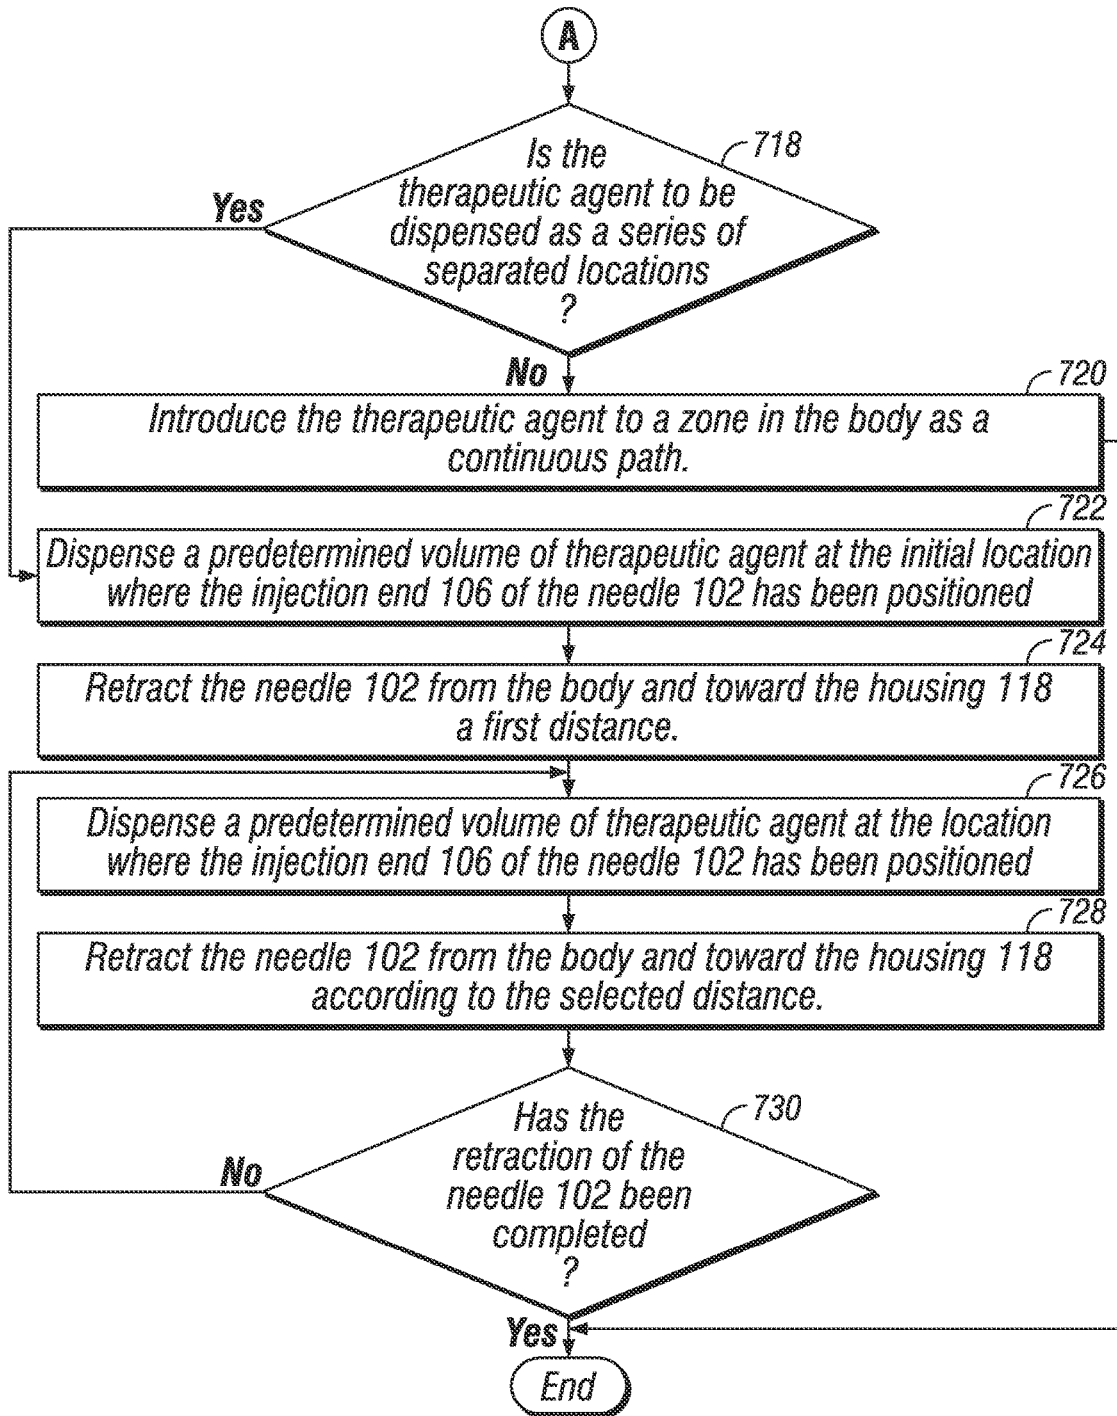 A
718
Is the
therapeutic agent to be
dispensed as a series of
separated locations
?
Yes
No
720
Introduce the therapeutic agent to a zone in the body as a
continuous path.
722
Dispense a predetermined volume of therapeutic agent at the initial location
where the injection end 106 of the needle 102 has been positioned
724
Retract the needle 102 from the body and toward the housing 118
a first distance.
726
Dispense a predetermined volume of therapeutic agent at the location
where the injection end 106 of the needle 102 has been positioned
728
Retract the needle 102 from the body and toward the housing 118
according to the selected distance.
730
Has the
retraction of the
needle 102 been
completed
?
No
Yes
End